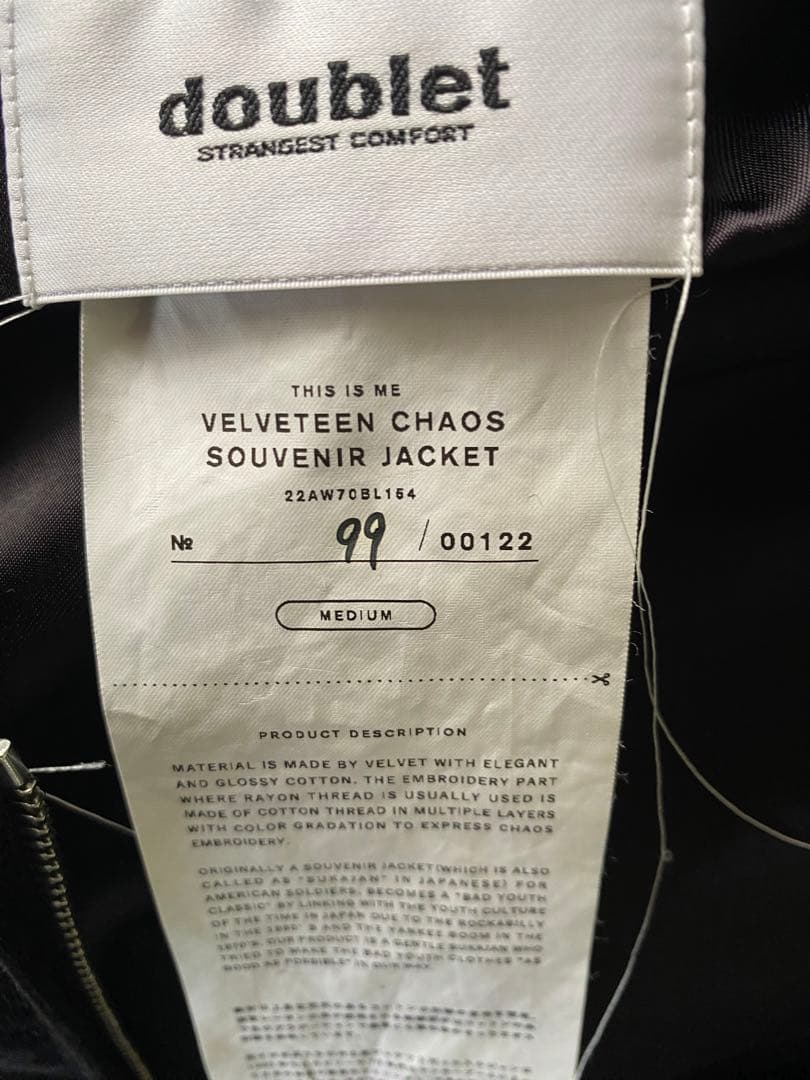 doublet
STRANGEST COMFORT
THIS IS ME
VELVETEEN CHAOS
SOUVENIR JACKET
22AW70BL154
№ 99 / 00122
MEDIUM
PRODUCT DESCRIPTION
MATERIAL IS MADE BY VELVET WITH ELEGANT
AND GLOSSY COTTON. THE EMBROIDERY PART
WHERE RAYON THREAD IS USUALLY USED IS
MADE OF COTTON THREAD IN MULTIPLE LAYERS
WITH COLOR GRADATION TO EXPRESS CHAOS
EMBROIDERY.
ORIGINALLY A SOUVENIR JACKET(WHICH IS ALSO
CALLED AS "SUKAJAN" IN JAPANESE) FOR
AMERICAN SOLDIERS, BECOMES A "BAD YOUTH
CLASSIC" BY LINKING WITH THE YOUTH CULTURE
OF THE TIME IN JAPAN DUE TO THE ROCKABILLY
IN THE AND THE YANKEE BOOM IN THE
1970'S. OUR PRODUCT IS A GENTLE SUKAJAN WHO
TRIED TO MAKE THE BAD YOUTH CLOTHES "AS
GOOD AS POSSIBLE" IN OUR WAY.